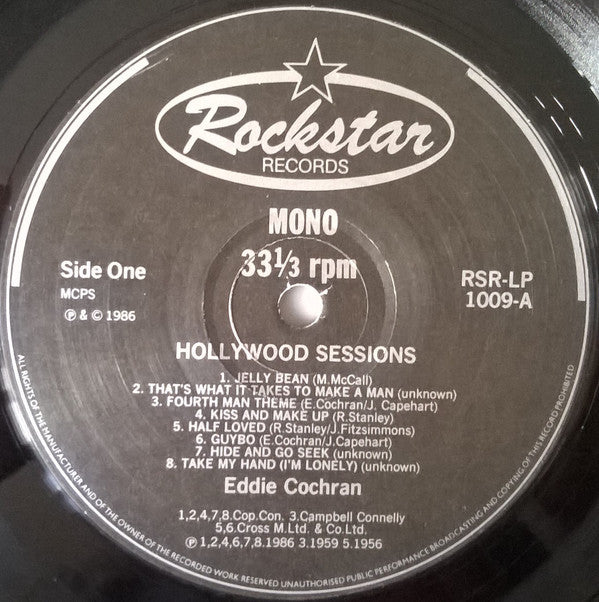 Rockstar
RECORDS
MONO
33⅓ rpm
Side One
MCPS
℗ & © 1986
RSR-LP
1009-A
HOLLYWOOD SESSIONS
1. JELLY BEAN (M.McCall)
2. THAT'S WHAT IT TAKES TO MAKE A MAN (unknown)
3. FOURTH MAN THEME (E.Cochran/J. Capehart)
4. KISS AND MAKE UP (R.Stanley)
5. HALF LOVED (R.Stanley/J.Fitzsimmons)
6. GUYBO (E.Cochran/J.Capehart)
7. HIDE AND GO SEEK (unknown)
8. TAKE MY HAND (I'M LONELY) (unknown)
Eddie Cochran
1,2,4,7,8.Cop.Con. 3.Campbell Connelly
5,6.Cross M.Ltd. & Co.Ltd.
℗ 1,2,4,6,7,8.1986 3.1959 5.1956
ALL RIGHTS OF THE MANUFACTURER AND OF THE OWNER OF THE RECORDED WORK RESERVED UNAUTHORISED PUBLIC PERFORMANCE BROADCASTING AND COPYING OF THIS RECORD PROHIBITED